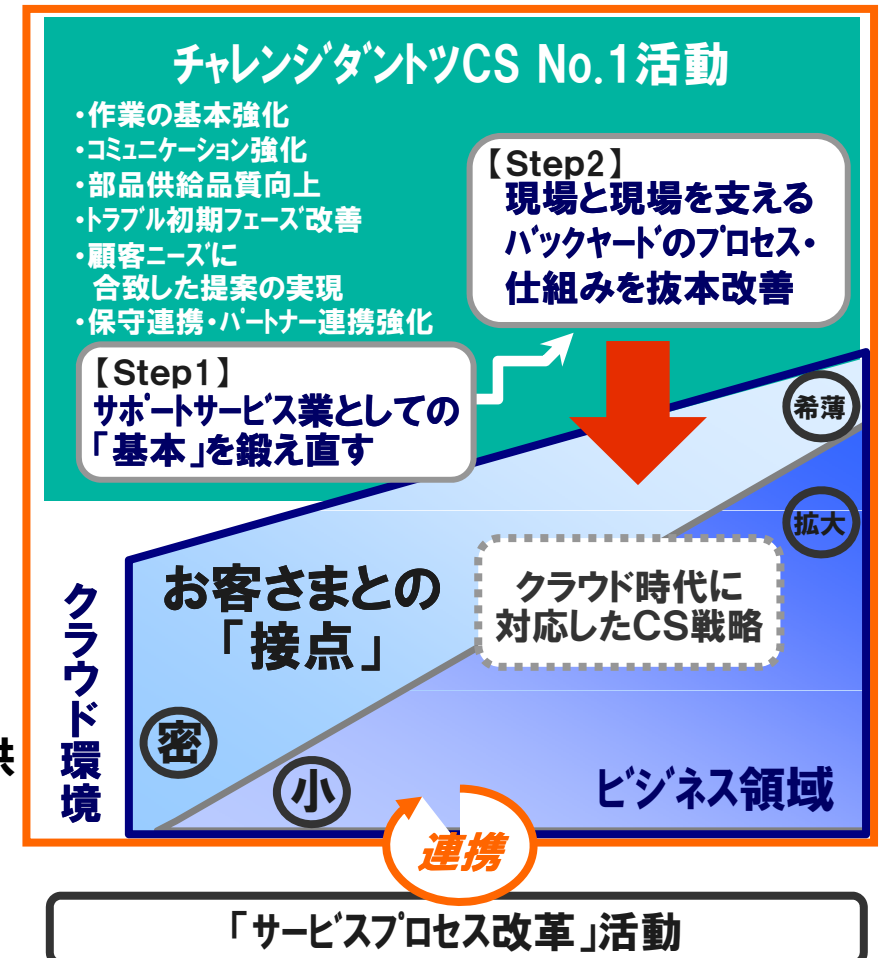 チャレンジダントツCS No.1活動
・作業の基本強化
・ｺﾐｭﾆｹｰｼｮﾝ強化
・部品供給品質向上
・ﾄﾗﾌﾞﾙ初期ﾌｪｰｽﾞ改善
・顧客ニーズに
合致した提案の実現
・保守連携・ﾊﾟｰﾄﾅｰ連携強化
【Step2】
現場と現場を支える
バックヤードのプロセス・
仕組みを抜本改善
【Step1】
サポートサービス業としての
「基本」を鍛え直す
希薄
拡大
お客さまとの
「接点」
クラウド時代に
対応したCS戦略
クラウド環境
密
小
ビジネス領域
供
連携
「サービスプロセス改革」活動